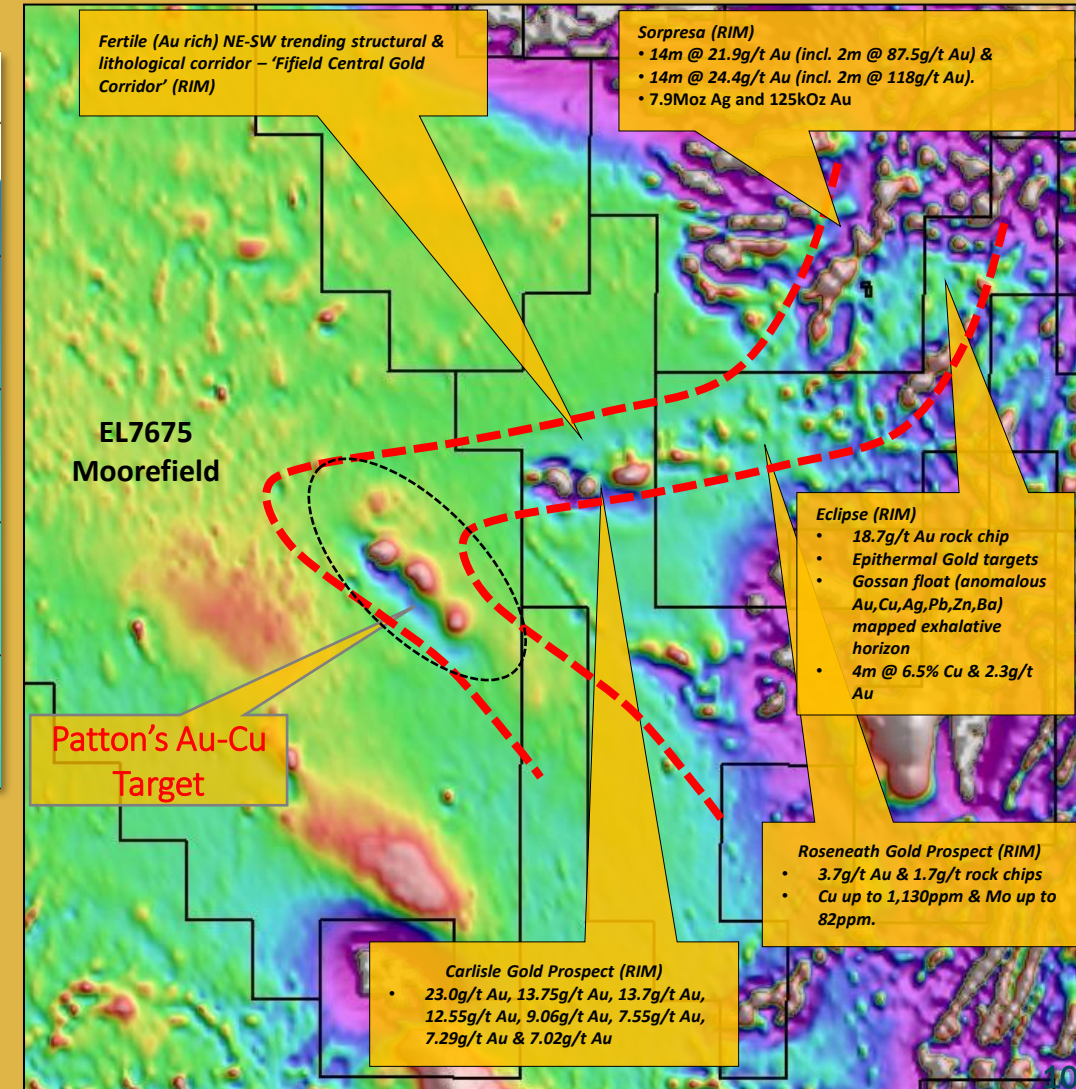 Fertile (Au rich) NE-SW trending structural &
lithological corridor – ‘Fifield Central Gold
Corridor’ (RIM)
Sorpresa (RIM)
• 14m @ 21.9g/t Au (incl. 2m @ 87.5g/t Au) &
• 14m @ 24.4g/t Au (incl. 2m @ 118g/t Au).
• 7.9Moz Ag and 125kOz Au
EL7675
Moorefield
Eclipse (RIM)
• 18.7g/t Au rock chip
• Epithermal Gold targets
• Gossan float (anomalous
Au,Cu,Ag,Pb,Zn,Ba)
mapped exhalative
horizon
• 4m @ 6.5% Cu & 2.3g/t
Au
Patton’s Au-Cu
Target
Roseneath Gold Prospect (RIM)
• 3.7g/t Au & 1.7g/t rock chips
• Cu up to 1,130ppm & Mo up to
82ppm.
Carlisle Gold Prospect (RIM)
• 23.0g/t Au, 13.75g/t Au, 13.7g/t Au,
12.55g/t Au, 9.06g/t Au, 7.55g/t Au,
7.29g/t Au & 7.02g/t Au
10